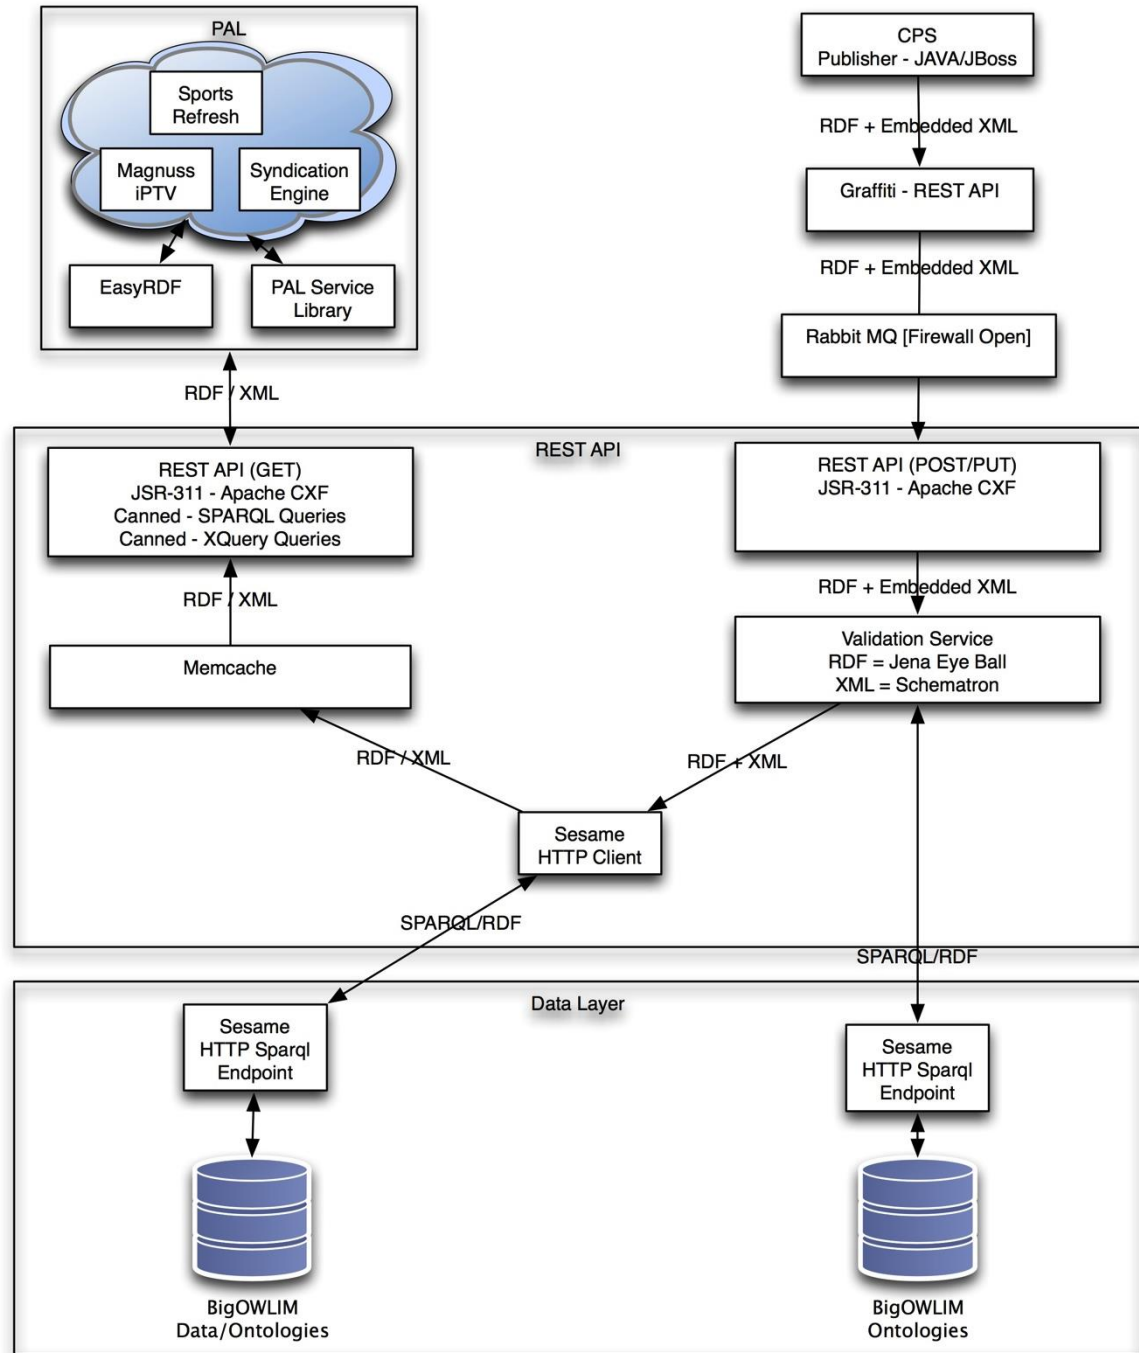 PAL
Sports
Refresh
Magnuss
iPTV
Syndication
Engine
EasyRDF
PAL Service
Library
RDF / XML
CPS
Publisher - JAVA/JBoss
RDF + Embedded XML
Graffiti - REST API
RDF + Embedded XML
Rabbit MQ [Firewall Open]
REST API
REST API (GET)
JSR-311 - Apache CXF
Canned - SPARQL Queries
Canned - XQuery Queries
RDF / XML
Memcache
REST API (POST/PUT)
JSR-311 - Apache CXF
RDF + Embedded XML
Validation Service
RDF = Jena Eye Ball
XML = Schematron
RDF / XML
RDF + XML
Sesame
HTTP Client
SPARQL/RDF
SPARQL/RDF
Data Layer
Sesame
HTTP Sparql
Endpoint
BigOWLIM
Data/Ontologies
Sesame
HTTP Sparql
Endpoint
BigOWLIM
Ontologies